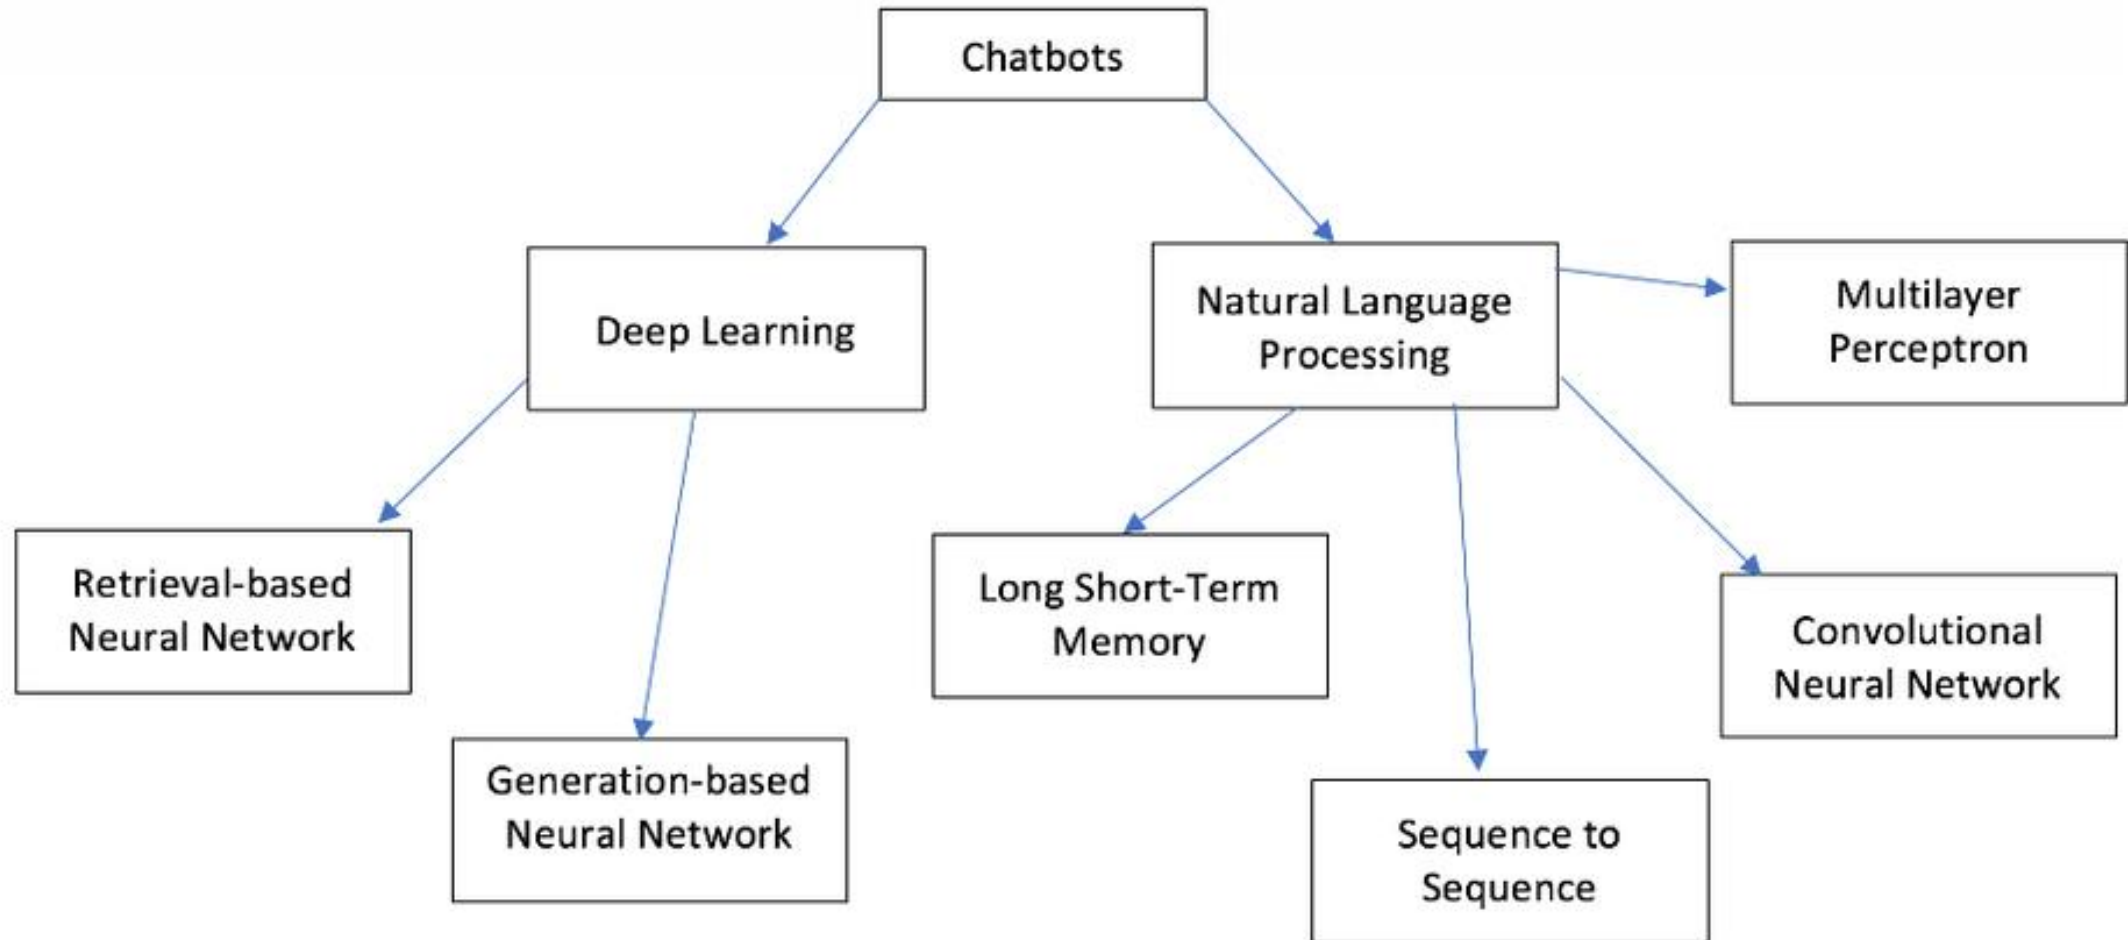 Chatbots
Deep Learning
Natural Language
Processing
Multilayer
Perceptron
Retrieval-based
Neural Network
Generation-based
Neural Network
Long Short-Term
Memory
Sequence to
Sequence
Convolutional
Neural Network